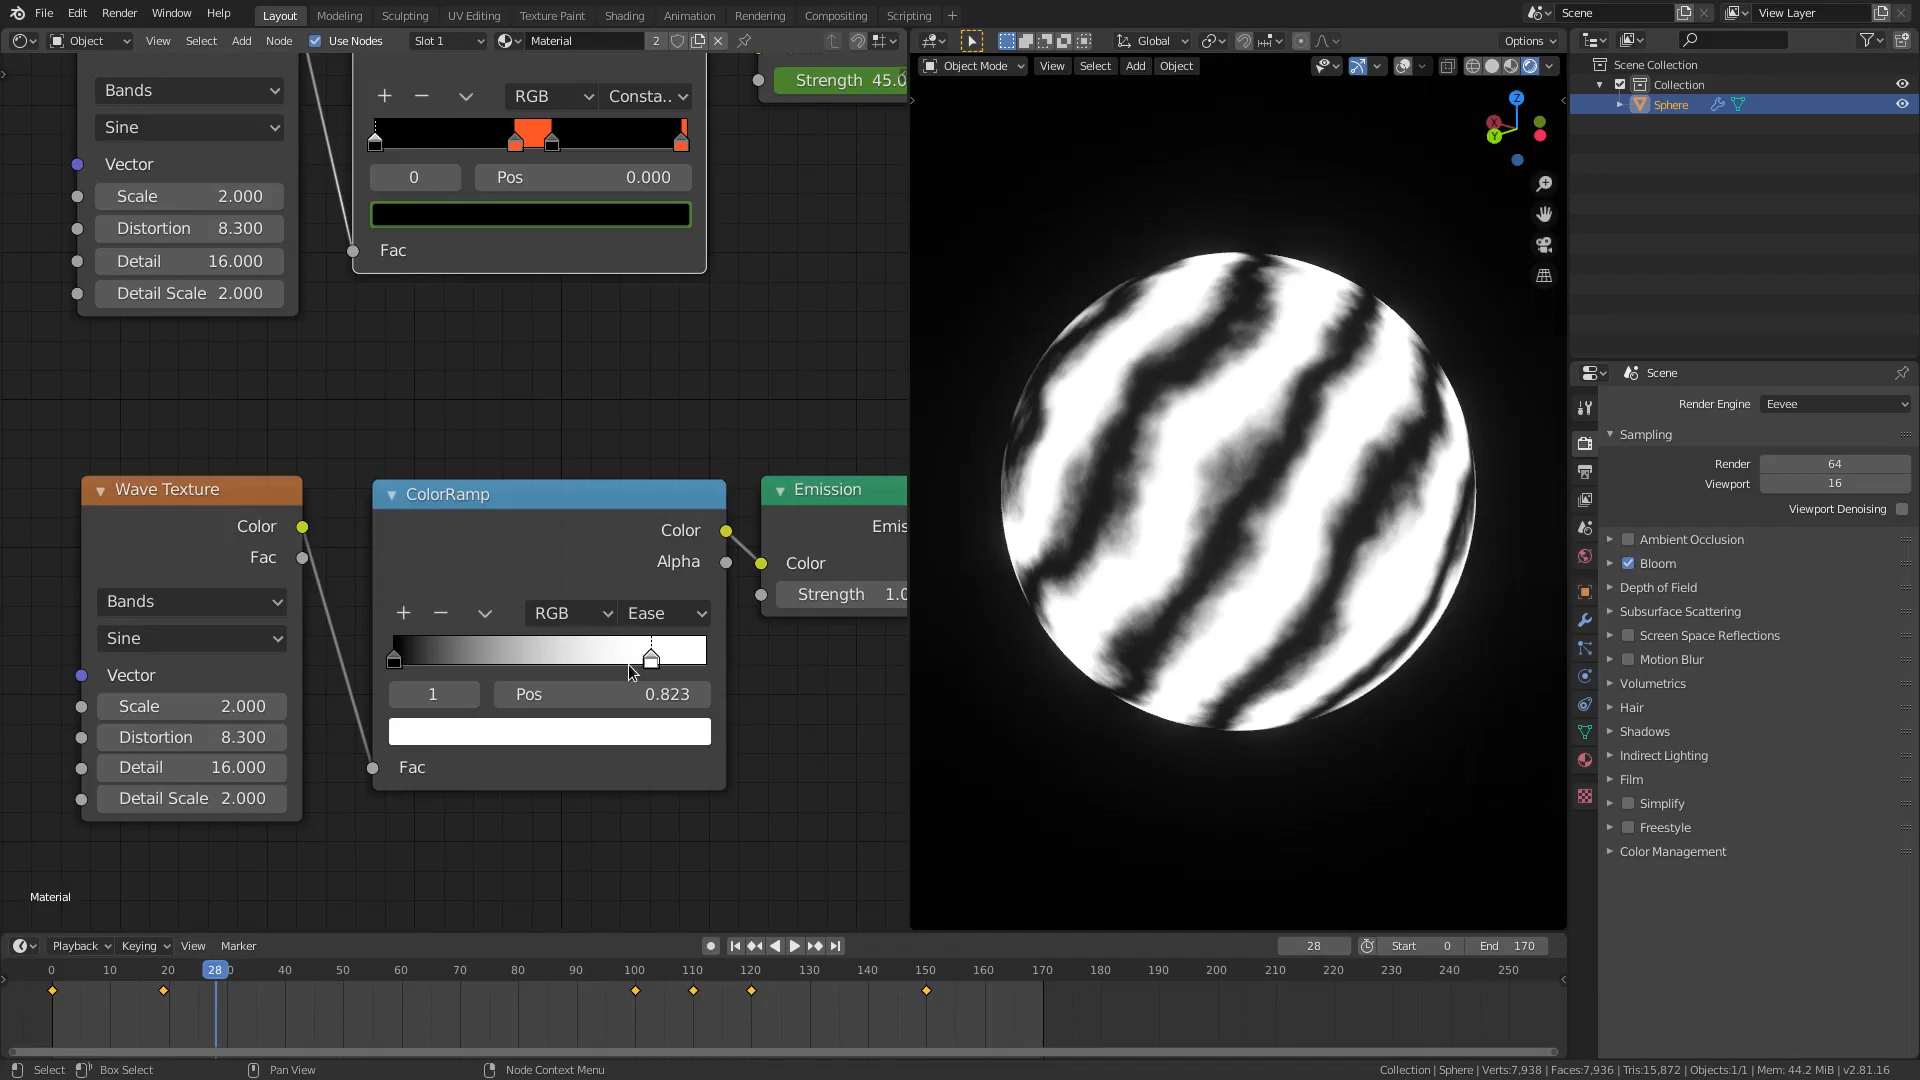 File Edit Render Window Help Layout Modeling Sculpting UV Editing Texture Paint Shading Animation Rendering Compositing Scripting + Scene View Layer
Object View Select Add Node Use Nodes Slot 1 Material 2 Global Options
Object Mode View Select Add Object
Scene Collection
Collection
Sphere
Bands
Sine
Vector
Scale 2.000
Distortion 8.300
Detail 16.000
Detail Scale 2.000
RGB Consta..
0 Pos 0.000
Fac
Strength 45.0
X
Y
Z
Scene
Render Engine Eevee
Sampling
Render 64
Viewport 16
Viewport Denoising
Ambient Occlusion
Bloom
Depth of Field
Subsurface Scattering
Screen Space Reflections
Motion Blur
Volumetrics
Hair
Shadows
Indirect Lighting
Film
Simplify
Freestyle
Color Management
Wave Texture
Color
Fac
Bands
Sine
Vector
Scale 2.000
Distortion 8.300
Detail 16.000
Detail Scale 2.000
ColorRamp
Color
Alpha
RGB Ease
1 Pos 0.823
Fac
Emission
Emis
Color
Strength 1.0
Material
Playback Keying View Marker 28 Start 0 End 170
0 10 20 28 0 40 50 60 70 80 90 100 110 120 130 140 150 160 170 180 190 200 210 220 230 240 250
Select Box Select Pan View Node Context Menu Collection | Sphere | Verts:7,938 | Faces:7,936 | Tris:15,872 | Objects:1/1 | Mem: 44.2 MiB | v2.81.16